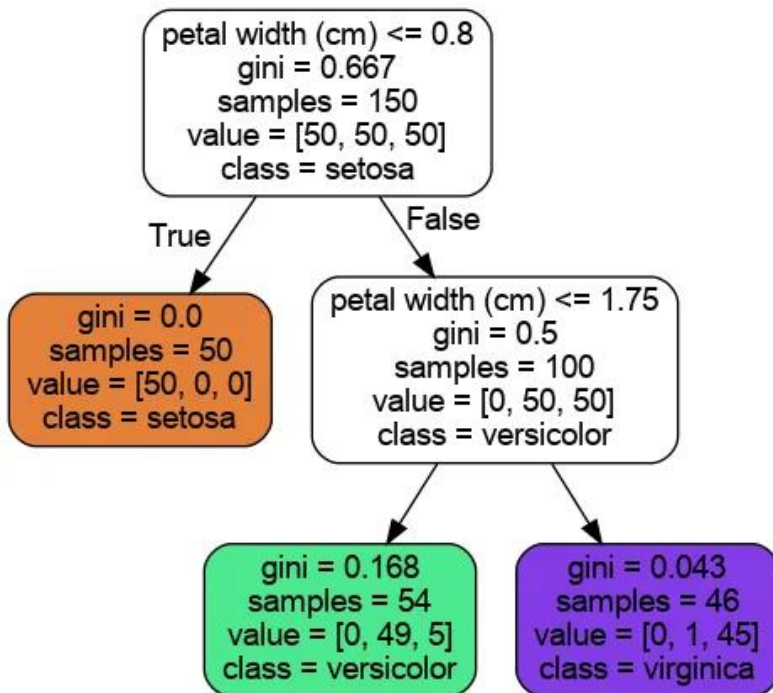 petal width (cm) <= 0.8
gini = 0.667
samples = 150
value = [50, 50, 50]
class = setosa
True
False
gini = 0.0
samples = 50
value = [50, 0, 0]
class = setosa
petal width (cm) <= 1.75
gini = 0.5
samples = 100
value = [0, 50, 50]
class = versicolor
gini = 0.168
samples = 54
value = [0, 49, 5]
class = versicolor
gini = 0.043
samples = 46
value = [0, 1, 45]
class = virginica